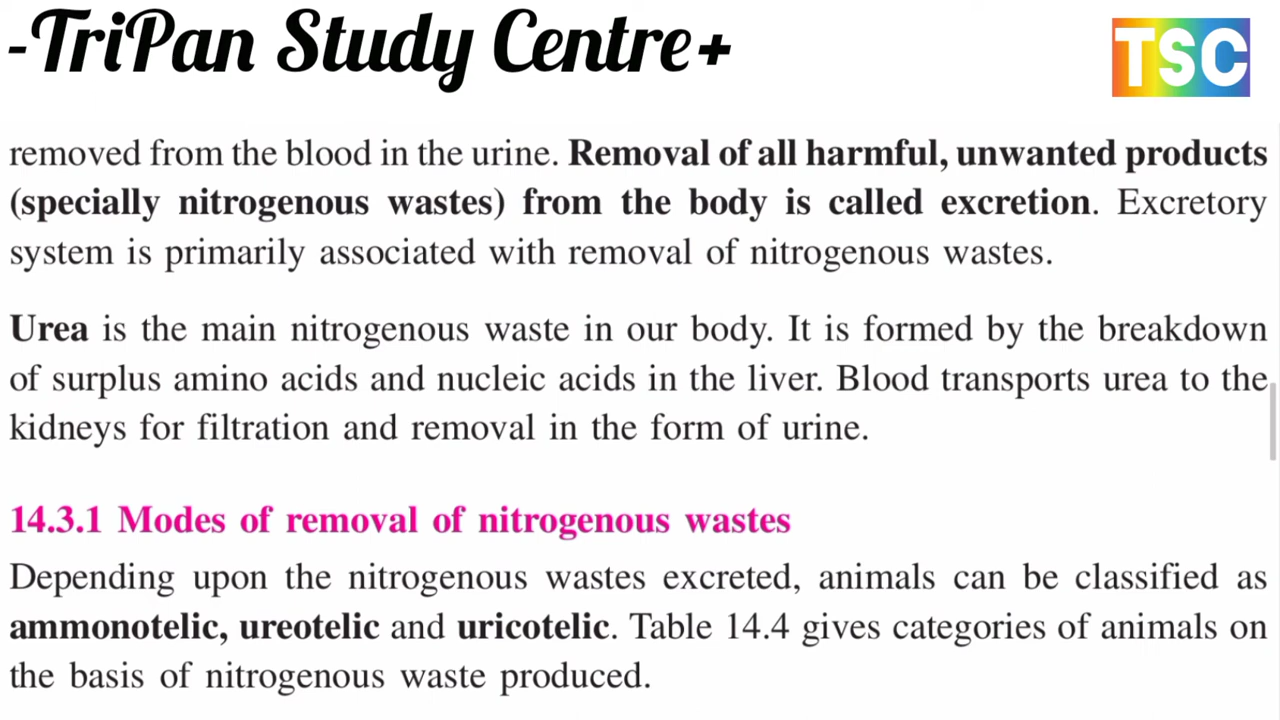 -TriPan Study Centre+
TSC
removed from the blood in the urine. Removal of all harmful, unwanted products
(specially nitrogenous wastes) from the body is called excretion. Excretory
system is primarily associated with removal of nitrogenous wastes.
Urea is the main nitrogenous waste in our body. It is formed by the breakdown
of surplus amino acids and nucleic acids in the liver. Blood transports urea to the
kidneys for filtration and removal in the form of urine.
14.3.1 Modes of removal of nitrogenous wastes
Depending upon the nitrogenous wastes excreted, animals can be classified as
ammonotelic, ureotelic and uricotelic. Table 14.4 gives categories of animals on
the basis of nitrogenous waste produced.